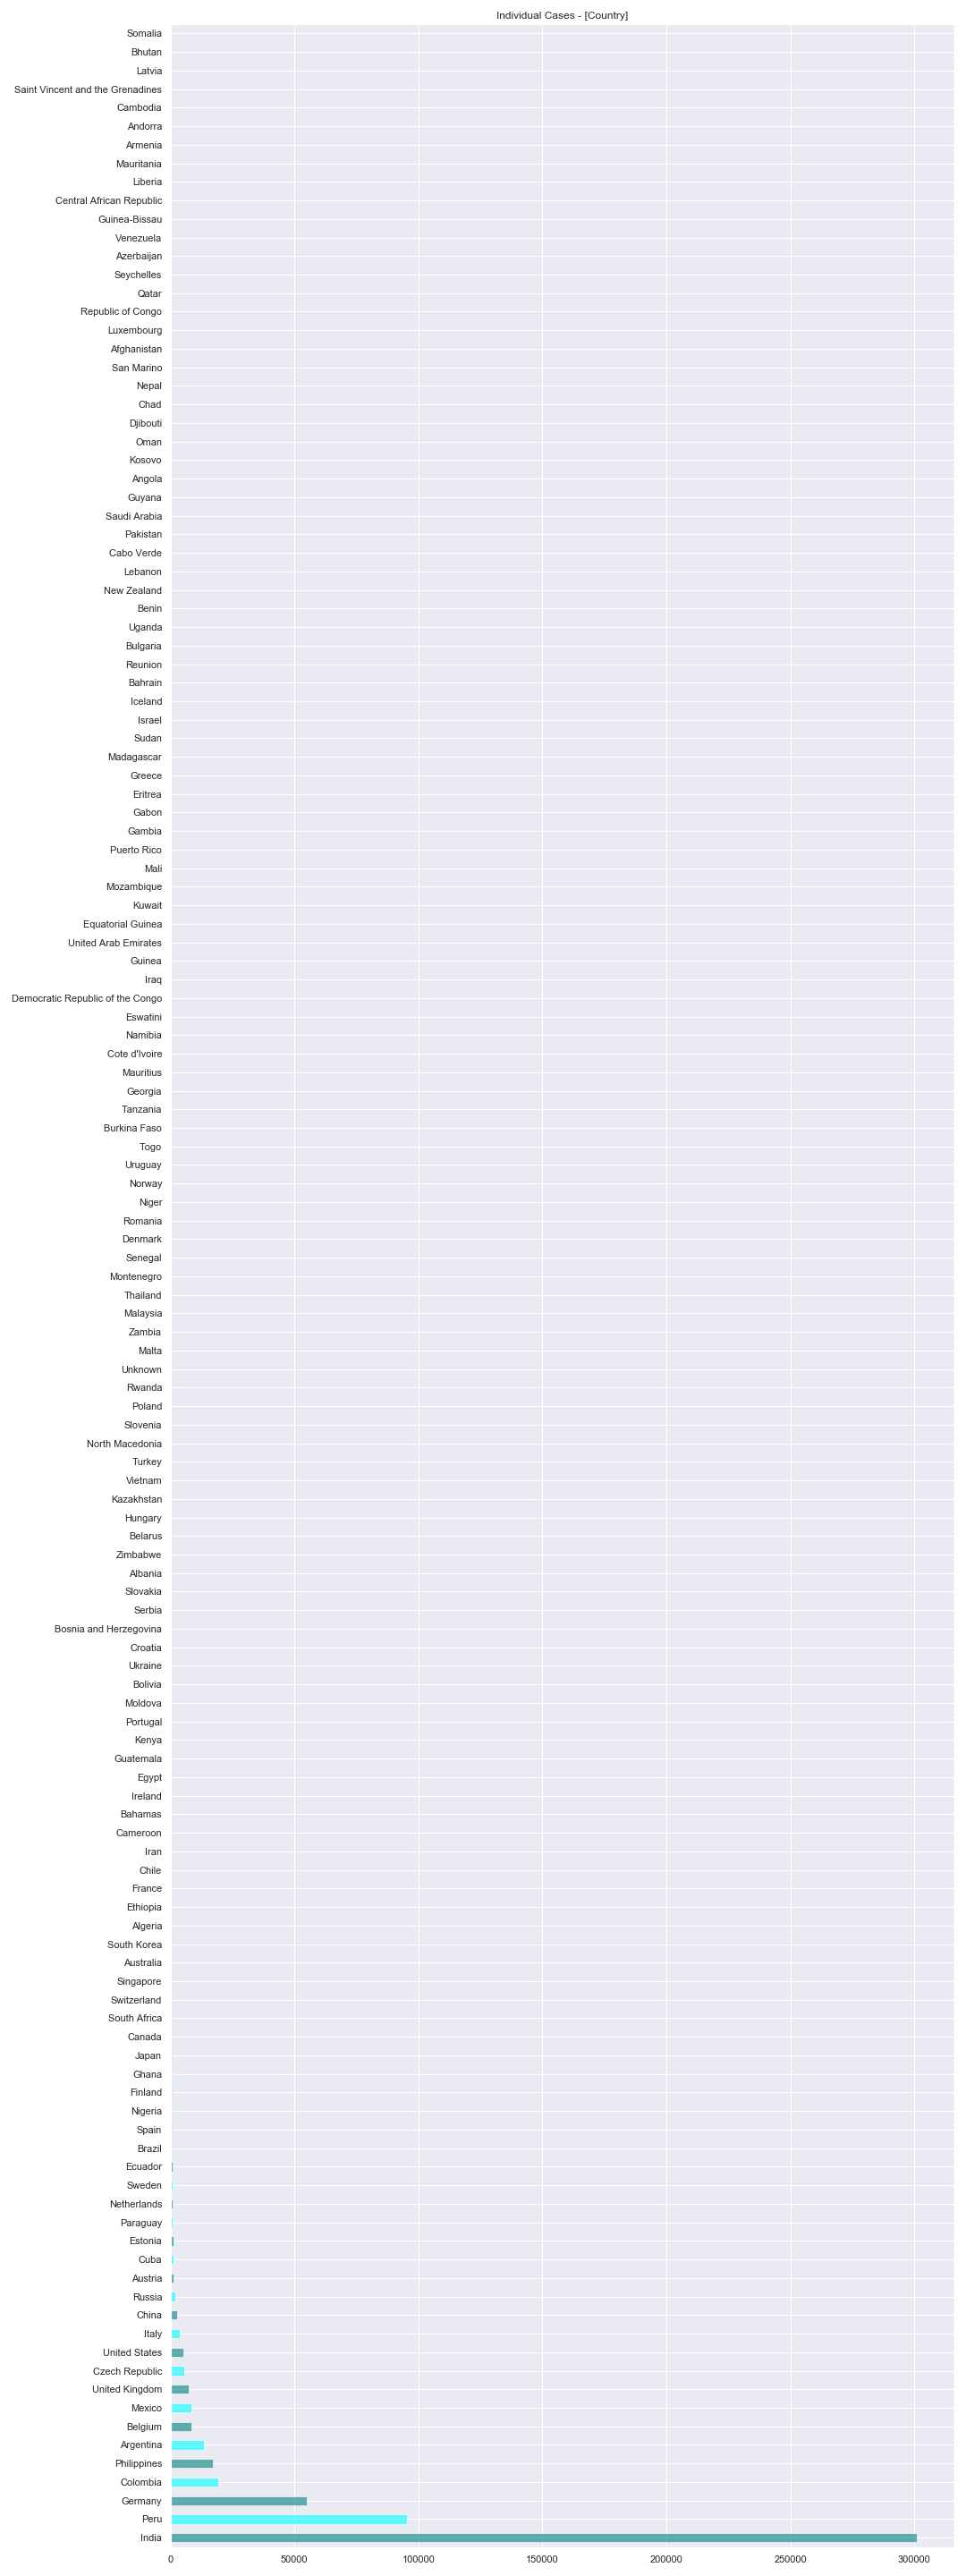 Individual Cases - [Country]
Somalia
Bhutan
Latvia
Saint Vincent and the Grenadines
Cambodia
Andorra
Armenia
Mauritania
Liberia
Central African Republic
Guinea-Bissau
Venezuela
Azerbaijan
Seychelles
Qatar
Republic of Congo
Luxembourg
Afghanistan
San Marino
Nepal
Chad
Djibouti
Oman
Kosovo
Angola
Guyana
Saudi Arabia
Pakistan
Cabo Verde
Lebanon
New Zealand
Benin
Uganda
Bulgaria
Reunion
Bahrain
Iceland
Israel
Sudan
Madagascar
Greece
Eritrea
Gabon
Gambia
Puerto Rico
Mali
Mozambique
Kuwait
Equatorial Guinea
United Arab Emirates
Guinea
Iraq
Democratic Republic of the Congo
Eswatini
Namibia
Cote d'Ivoire
Mauritius
Georgia
Tanzania
Burkina Faso
Togo
Uruguay
Norway
Niger
Romania
Denmark
Senegal
Montenegro
Thailand
Malaysia
Zambia
Malta
Unknown
Rwanda
Poland
Slovenia
North Macedonia
Turkey
Vietnam
Kazakhstan
Hungary
Belarus
Zimbabwe
Albania
Slovakia
Serbia
Bosnia and Herzegovina
Croatia
Ukraine
Bolivia
Moldova
Portugal
Kenya
Guatemala
Egypt
Ireland
Bahamas
Cameroon
Iran
Chile
France
Ethiopia
Algeria
South Korea
Australia
Singapore
Switzerland
South Africa
Canada
Japan
Ghana
Finland
Nigeria
Spain
Brazil
Ecuador
Sweden
Netherlands
Paraguay
Estonia
Cuba
Austria
Russia
China
Italy
United States
Czech Republic
United Kingdom
Mexico
Belgium
Argentina
Philippines
Colombia
Germany
Peru
India
0 50000 100000 150000 200000 250000 300000